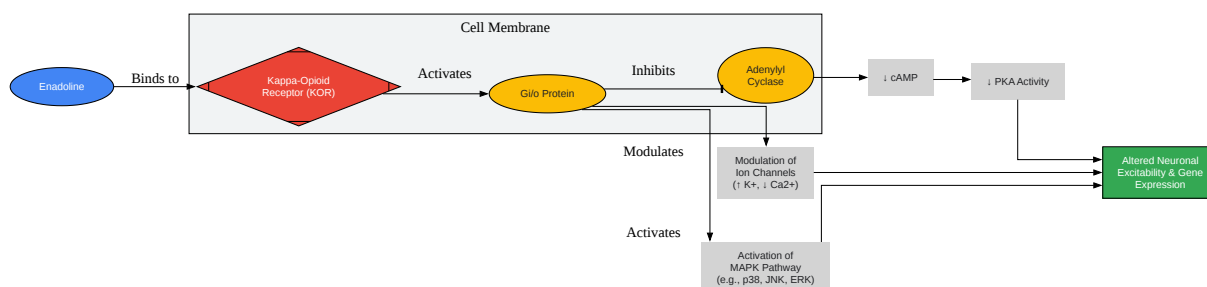 Cell Membrane
Enadoline
Binds to
Kappa-Opioid
Receptor (KOR)
Activates
Gi/o Protein
Inhibits
Adenylyl
Cyclase
↓ cAMP
↓ PKA Activity
Modulates
Modulation of
Ion Channels
(↑ K+, ↓ Ca2+)
Altered Neuronal
Excitability & Gene
Expression
Activates
Activation of
MAPK Pathway
(e.g., p38, JNK, ERK)